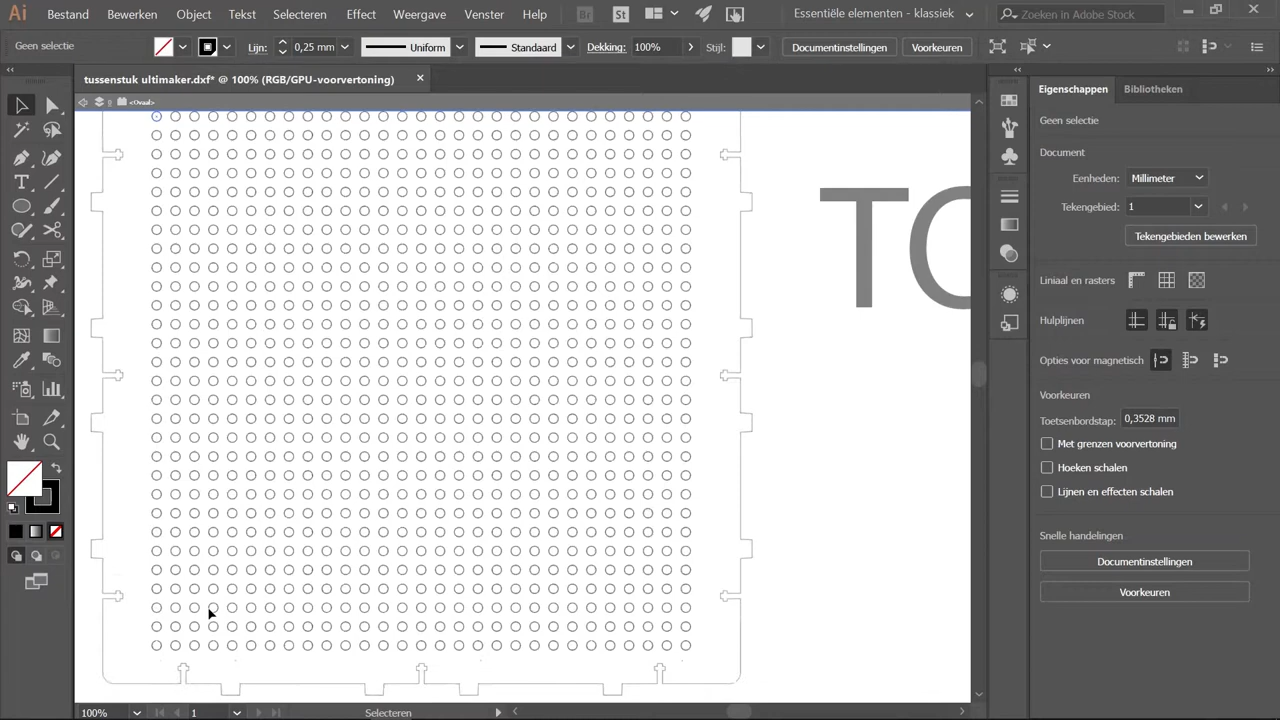 Ai Bestand Bewerken Object Tekst Selecteren Effect Weergave Venster Help Br St Essentiële elementen - klassiek Zoeken in Adobe Stock
Geen selectie Lijn: 0,25 mm Uniform Standaard Dekking: 100% Stijl: Documentinstellingen Voorkeuren
tussenstuk ultimaker.dxf* @ 100% (RGB/GPU-voorvertoning) ×
Eigenschappen Bibliotheken
<Ovaal>
Geen selectie
Document
Eenheden: Millimeter
Tekengebied: 1
Tekengebieden bewerken
TO
Liniaal en rasters
Hulplijnen
Opties voor magnetisch
Voorkeuren
Toetsenbordstap: 0,3528 mm
Met grenzen voorvertoning
Hoeken schalen
Lijnen en effecten schalen
Snelle handelingen
Documentinstellingen
Voorkeuren
100% 1 Selecteren